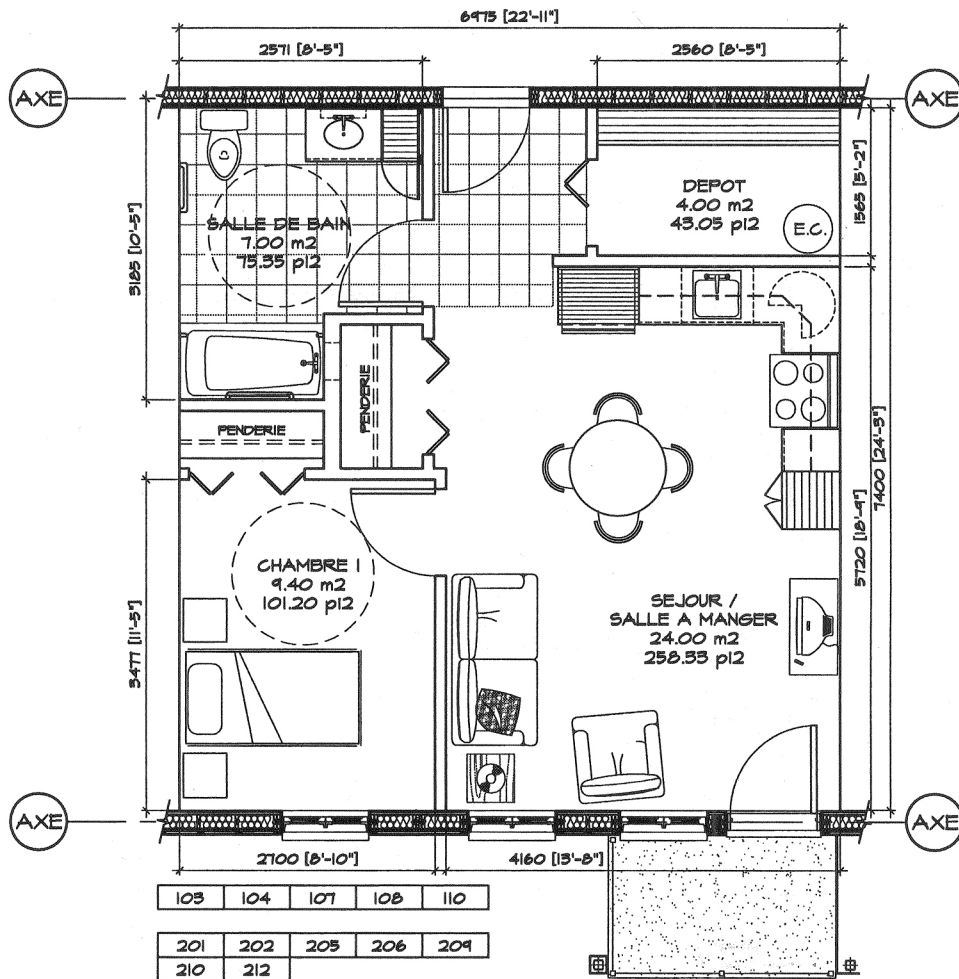 6975 [22'-11"]
2571 [8'-5"]
2560 [8'-5"]
AXE
AXE
DEPOT
4.00 m2
43.05 pi2
E.C.
1565 [5'-2"]
SALLE DE BAIN
7.00 m2
75.35 pi2
3185 [10'-5"]
PENDERIE
PENDERIE
7400 [24'-3"]
5720 [18'-9"]
CHAMBRE 1
9.40 m2
101.20 pi2
3477 [11'-5"]
SEJOUR /
SALLE A MANGER
24.00 m2
258.33 pi2
AXE
AXE
2700 [8'-10"]
4160 [13'-8"]
103 104 107 108 110
201 202 205 206 209
210 212